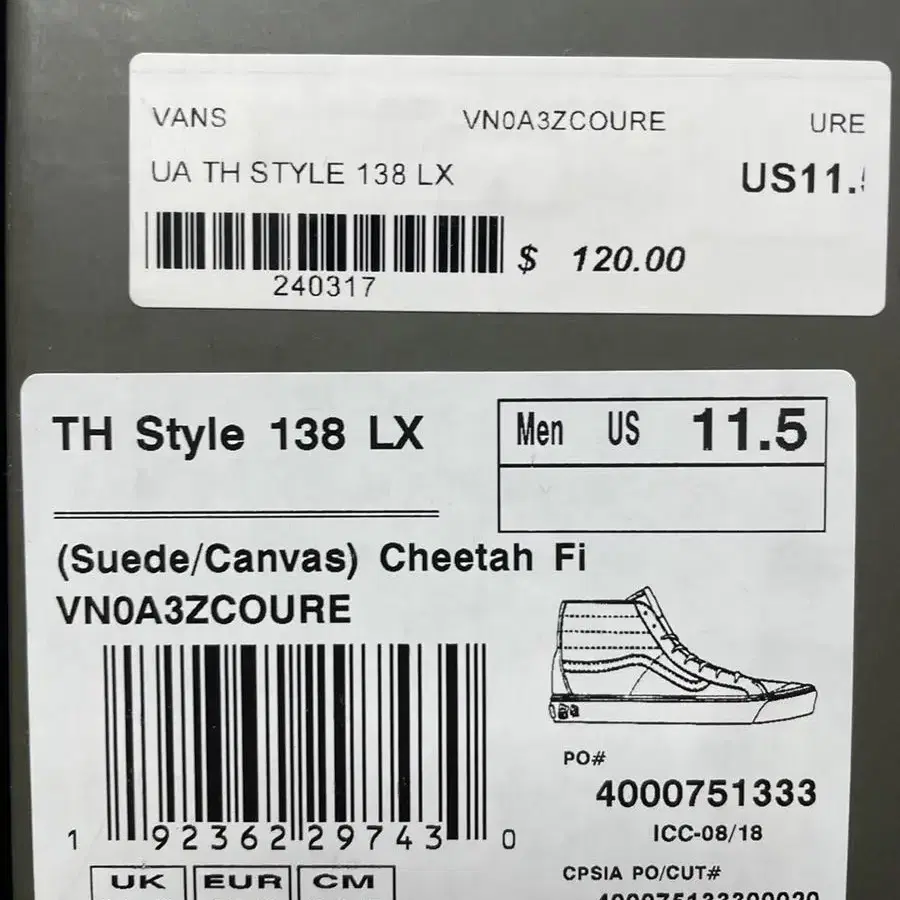 VANS VN0A3ZCOURE URE
UA TH STYLE 138 LX US11.
$ 120.00
240317
TH Style 138 LX
Men US 11.5
(Suede/Canvas) Cheetah Fi
VN0A3ZCOURE
PO#
4000751333
ICC-08/18
1 92362 29743 0
CPSIA PO/CUT#
UK EUR CM